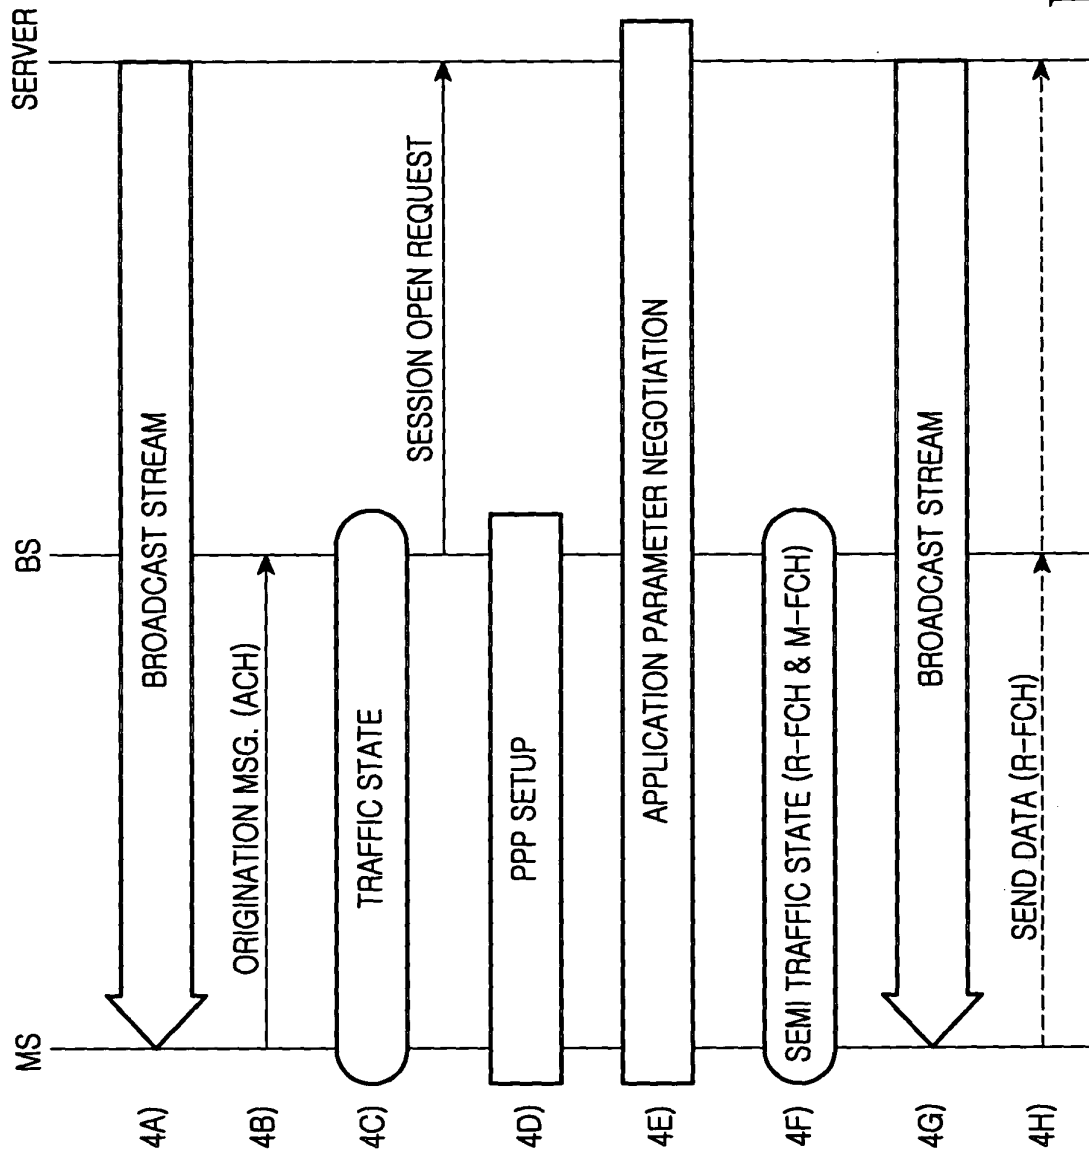 MS
BS
SERVER
4A)
BROADCAST STREAM
4B)
ORIGINATION MSG. (ACH)
4C)
TRAFFIC STATE
SESSION OPEN REQUEST
4D)
PPP SETUP
4E)
APPLICATION PARAMETER NEGOTIATION
4F)
SEMI TRAFFIC STATE (R-FCH & M-FCH)
4G)
BROADCAST STREAM
4H)
SEND DATA (R-FCH)